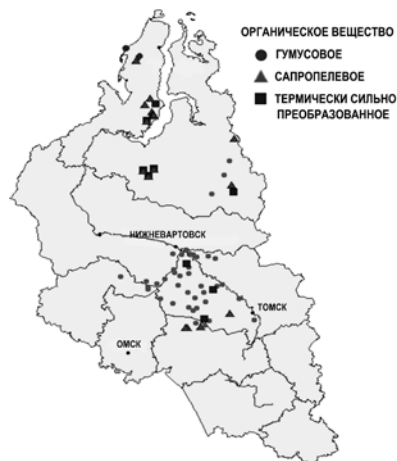 ОРГАНИЧЕСКОЕ ВЕЩЕСТВО
ГУМУСОВОЕ
САПРОПЕЛЕВОЕ
ТЕРМИЧЕСКИ СИЛЬНО
ПРЕОБРАЗОВАННОЕ
НИЖНЕВАРТОВСК
ТОМСК
ОМСК